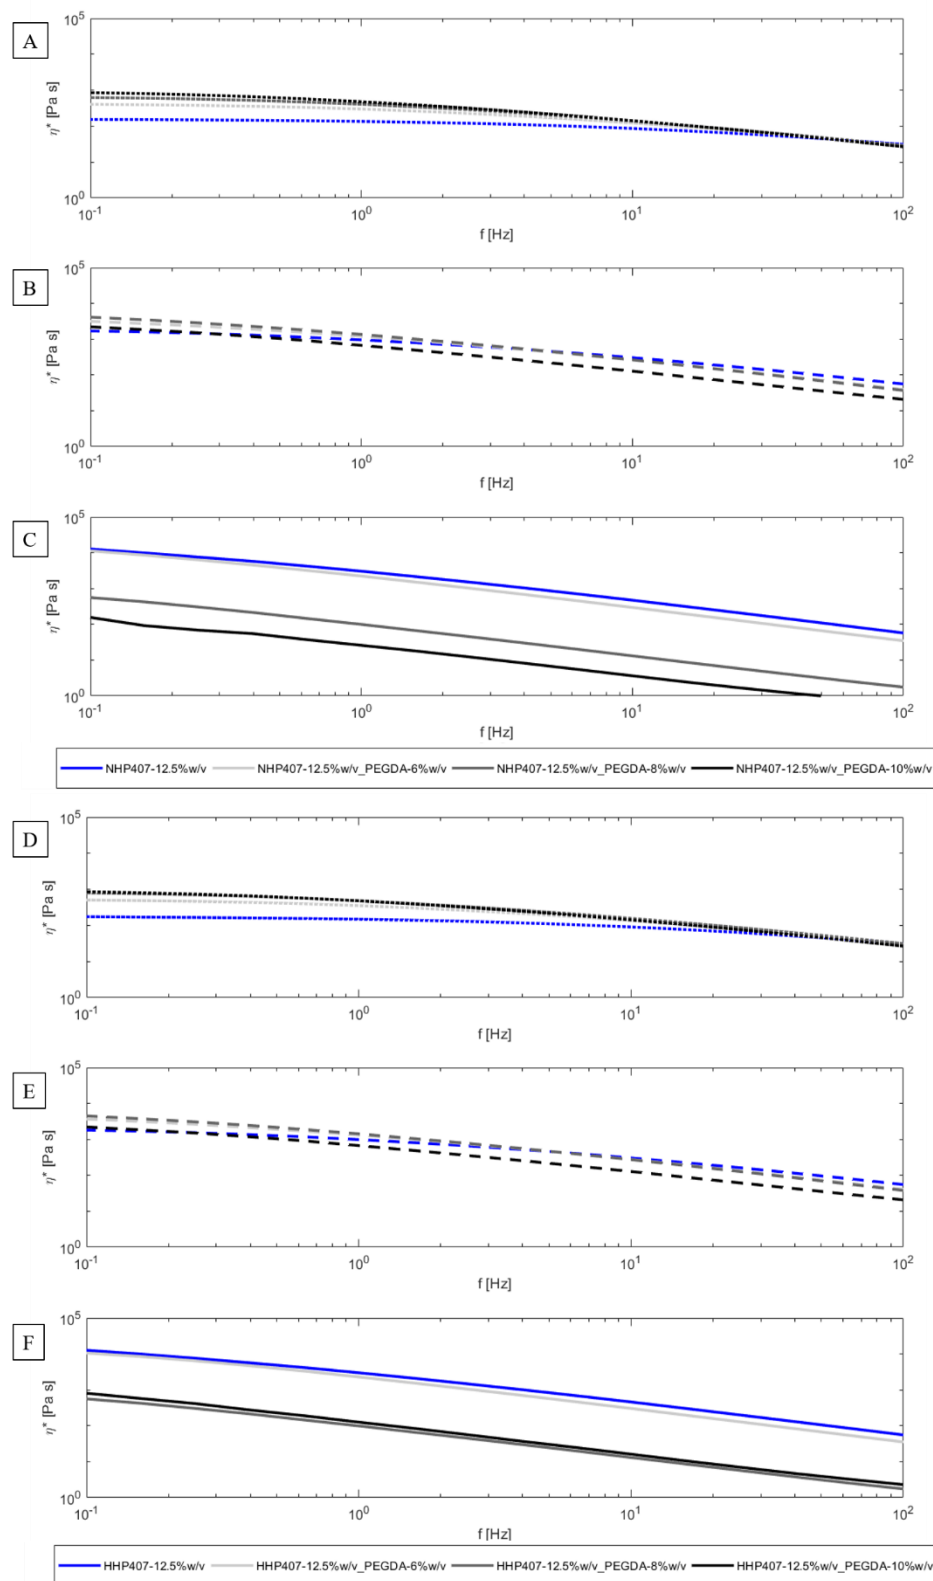 A
10^5
η* [Pa s]
10^0
10^-1 10^0 10^1 10^2
f [Hz]
B
10^5
η* [Pa s]
10^0
10^-1 10^0 10^1 10^2
f [Hz]
C
10^5
η* [Pa s]
10^0
10^-1 10^0 10^1 10^2
f [Hz]
NHP407-12.5%w/v NHP407-12.5%w/v_PEGDA-6%w/v NHP407-12.5%w/v_PEGDA-8%w/v NHP407-12.5%w/v_PEGDA-10%w/v
D
10^5
η* [Pa s]
10^0
10^-1 10^0 10^1 10^2
f [Hz]
E
10^5
η* [Pa s]
10^0
10^-1 10^0 10^1 10^2
f [Hz]
F
10^5
η* [Pa s]
10^0
10^-1 10^0 10^1 10^2
f [Hz]
HHP407-12.5%w/v HHP407-12.5%w/v_PEGDA-6%w/v HHP407-12.5%w/v_PEGDA-8%w/v HHP407-12.5%w/v_PEGDA-10%w/v